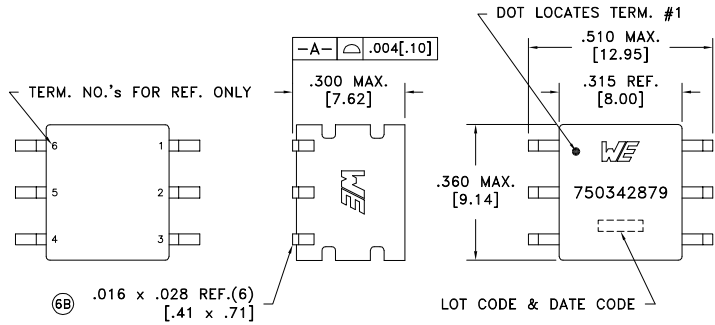 DOT LOCATES TERM. #1
-A- ⌓ .004[.10]
.510 MAX.
[12.95]
.300 MAX.
[7.62]
.315 REF.
[8.00]
TERM. NO.'s FOR REF. ONLY
6 1
5 2
4 3
WE
WE
750342879
.360 MAX.
[9.14]
6B .016 x .028 REF.(6)
[.41 x .71]
LOT CODE & DATE CODE